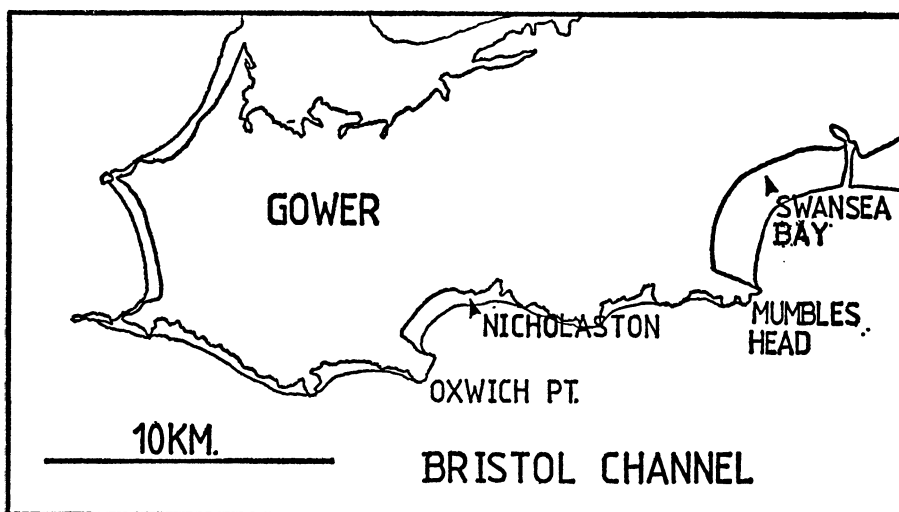 GOWER
SWANSEA
BAY
NICHOLASTON
MUMBLES
HEAD
OXWICH PT.
10KM.
BRISTOL CHANNEL